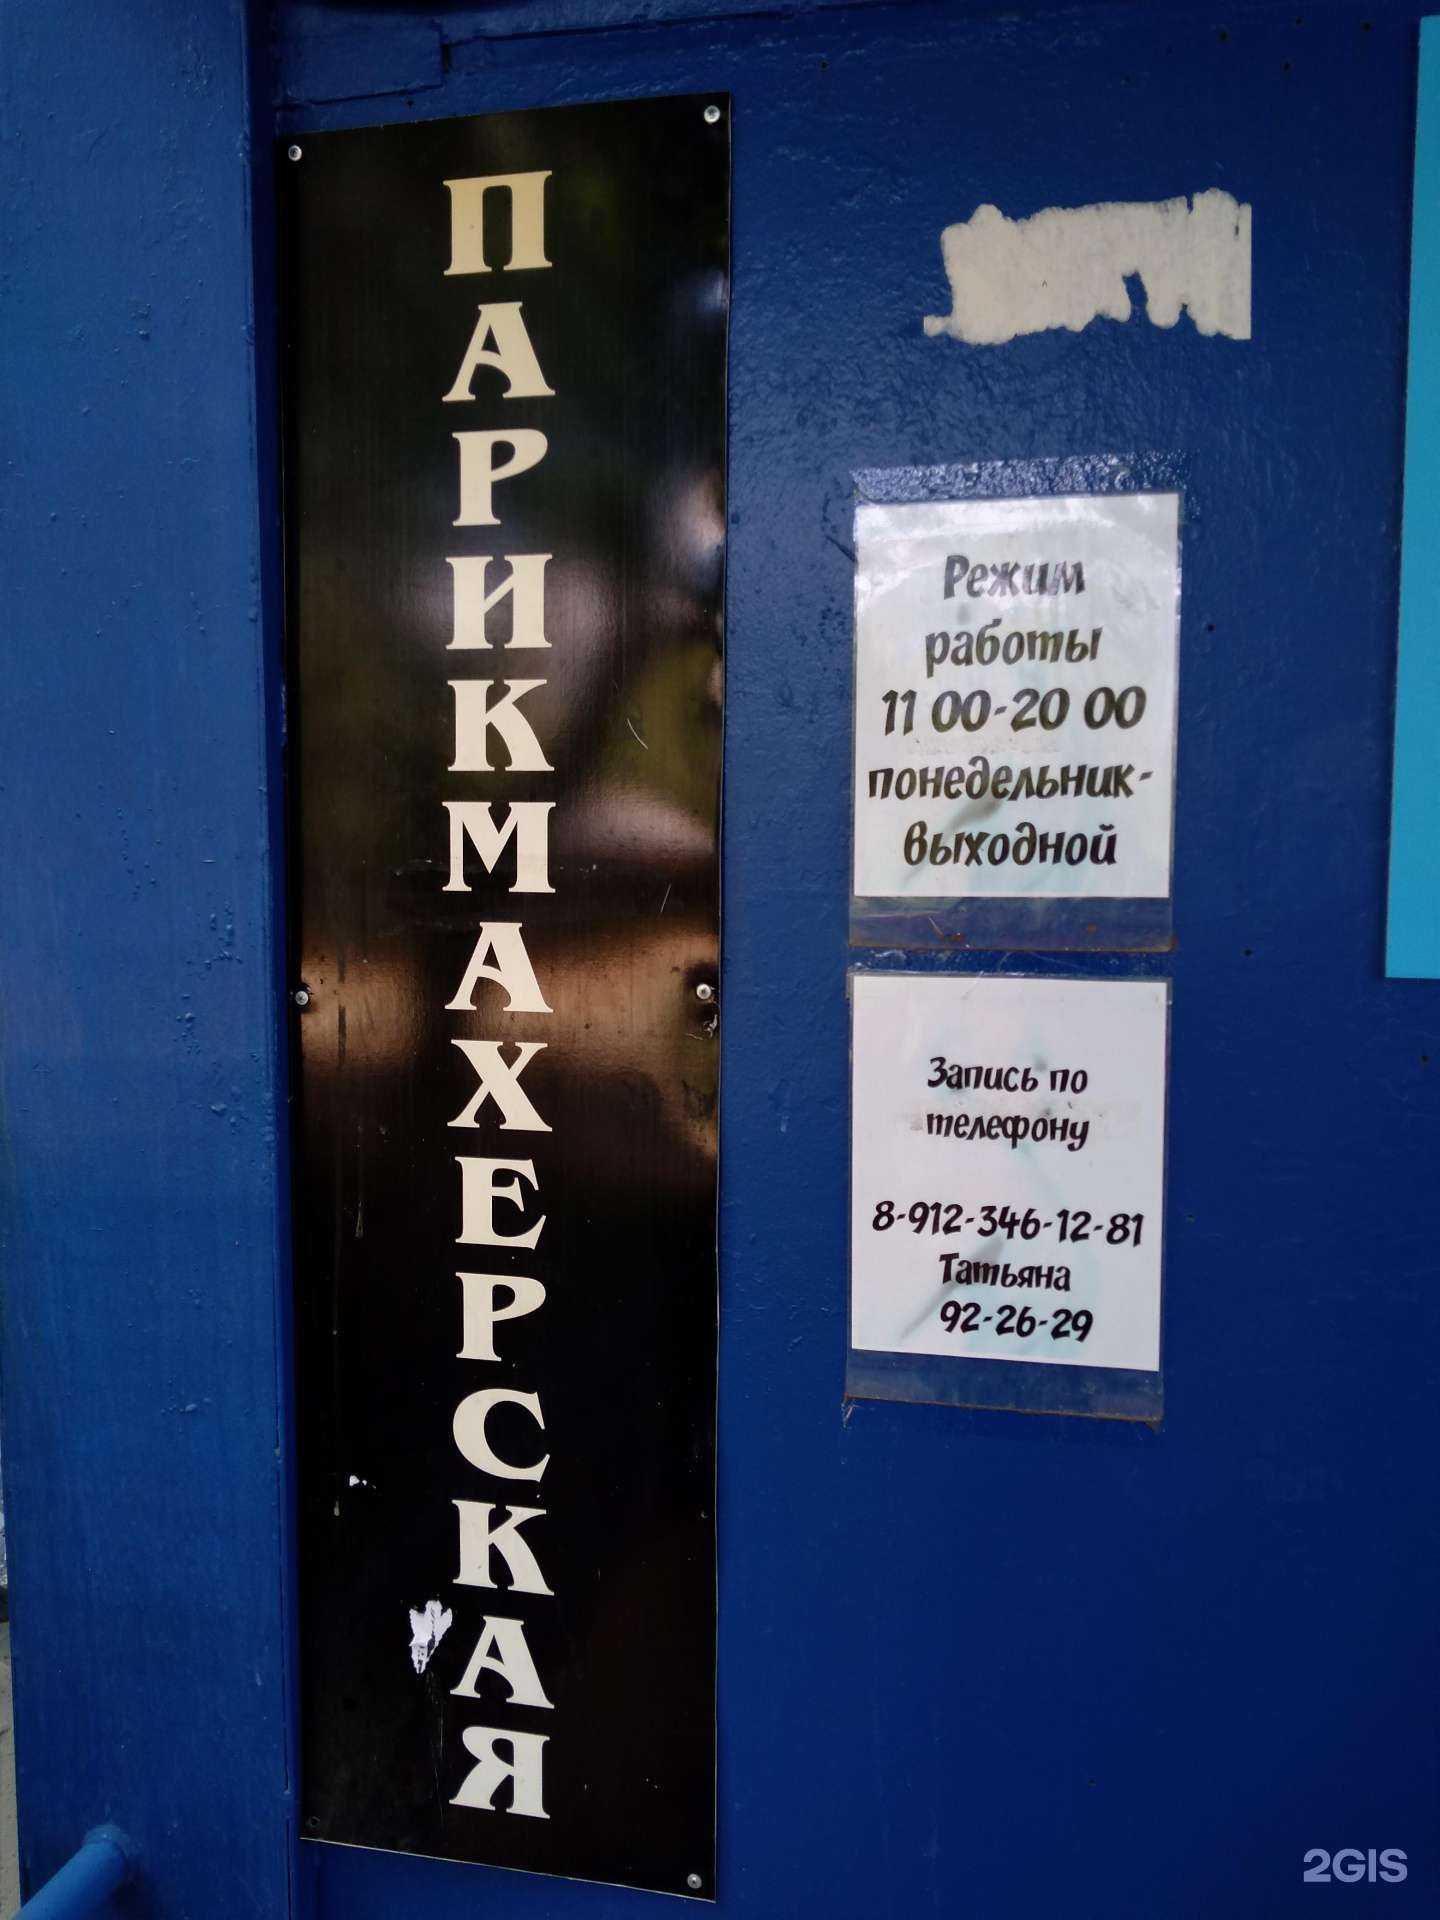 ПАРИКМАХЕРСКАЯ
Режим
работы
11 00-20 00
понедельник-
выходной
Запись по
телефону
8-912-346-12-81
Татьяна
92-26-29
2GIS